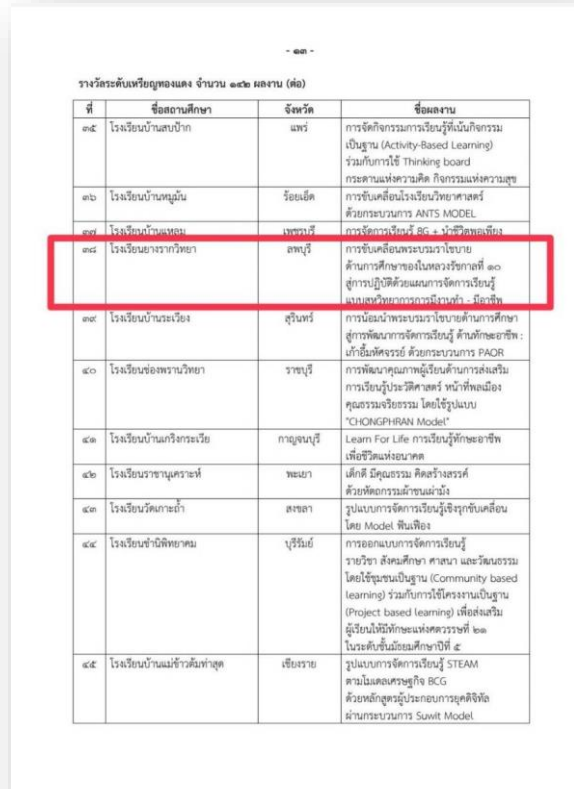 - ๑๓ -
รางวัลระดับเหรียญทองแดง จำนวน ๑๔๒ ผลงาน (ต่อ)
ที่ ชื่อสถานศึกษา จังหวัด ชื่อผลงาน
๓๕ โรงเรียนบ้านสบป้าก แพร่ การจัดกิจกรรมการเรียนรู้ที่เน้นกิจกรรม
เป็นฐาน (Activity-Based Learning)
ร่วมกับการใช้ Thinking board
กระดานแห่งความคิด กิจกรรมแห่งความสุข
๓๖ โรงเรียนบ้านหมูม้น ร้อยเอ็ด การขับเคลื่อนโรงเรียนวิทยาศาสตร์
ด้วยกระบวนการ ANTS MODEL
๓๗ โรงเรียนบ้านแหลม เพชรบุรี การจัดการเรียนรู้ 8G + นำชีวิตพอเพียง
๓๘ โรงเรียนยางรากวิทยา ลพบุรี การขับเคลื่อนพระบรมราโชบาย
ด้านการศึกษาของในหลวงรัชกาลที่ ๑๐
สู่การปฏิบัติด้วยแผนการจัดการเรียนรู้
แบบสหวิทยาการการมีงานทำ - มีอาชีพ
๓๙ โรงเรียนบ้านระเวียง สุรินทร์ การน้อมนำพระบรมราโชบายด้านการศึกษา
สู่การพัฒนาการจัดการเรียนรู้ ด้านทักษะอาชีพ :
เก้าอี้มหัศจรรย์ ด้วยกระบวนการ PAOR
๔๐ โรงเรียนช่องพรานวิทยา ราชบุรี การพัฒนาคุณภาพผู้เรียนด้านการส่งเสริม
การเรียนรู้ประวัติศาสตร์ หน้าที่พลเมือง
คุณธรรมจริยธรรม โดยใช้รูปแบบ
"CHONGPHRAN Model"
๔๑ โรงเรียนบ้านเกริงกระเวีย กาญจนบุรี Learn For Life การเรียนรู้ทักษะอาชีพ
เพื่อชีวิตแห่งอนาคต
๔๒ โรงเรียนราชานุเคราะห์ พะเยา เด็กดี มีคุณธรรม คิดสร้างสรรค์
ด้วยหัตถกรรมผ้าชนเผ่าม้ง
๔๓ โรงเรียนวัดเกาะถ้ำ สงขลา รูปแบบการจัดการเรียนรู้เชิงรุกขับเคลื่อน
โดย Model ฟันเฟือง
๔๔ โรงเรียนชำนิพิทยาคม บุรีรัมย์ การออกแบบการจัดการเรียนรู้
รายวิชา สังคมศึกษา ศาสนา และวัฒนธรรม
โดยใช้ชุมชนเป็นฐาน (Community based
learning) ร่วมกับการใช้โครงงานเป็นฐาน
(Project based learning) เพื่อส่งเสริม
ผู้เรียนให้มีทักษะแห่งศตวรรษที่ ๒๑
ในระดับชั้นมัธยมศึกษาปีที่ ๕
๔๕ โรงเรียนบ้านแม่ข้าวต้มท่าสุด เชียงราย รูปแบบการจัดการเรียนรู้ STEAM
ตามโมเดลเศรษฐกิจ BCG
ด้วยหลักสูตรผู้ประกอบการยุคดิจิทัล
ผ่านกระบวนการ Suwit Model